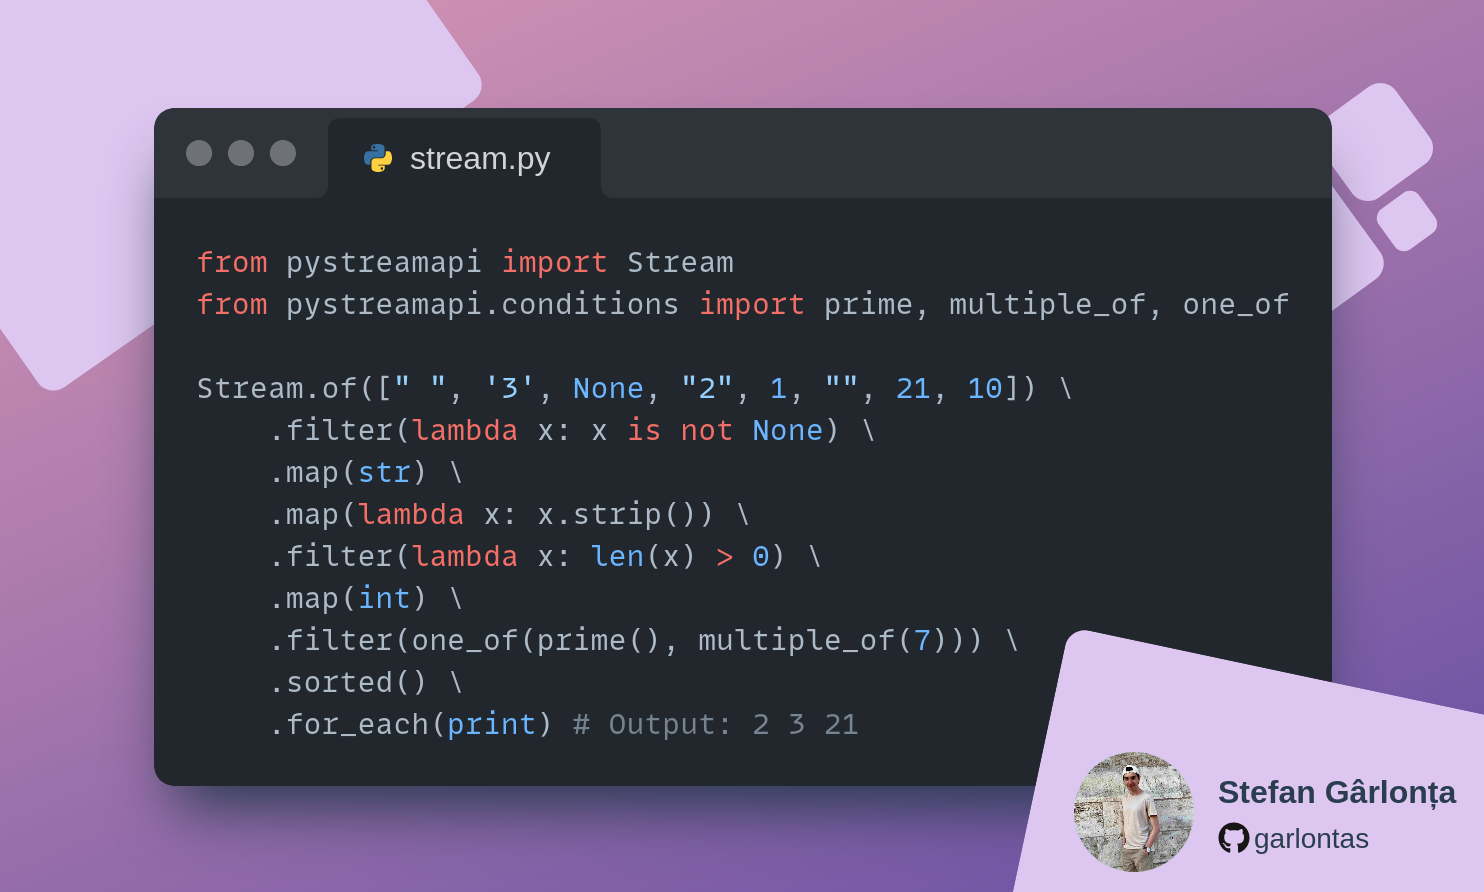 stream.py
from pystreamapi import Stream
from pystreamapi.conditions import prime, multiple_of, one_of
Stream.of([" ", '3', None, "2", 1, "", 21, 10]) \
    .filter(lambda x: x is not None) \
    .map(str) \
    .map(lambda x: x.strip()) \
    .filter(lambda x: len(x) > 0) \
    .map(int) \
    .filter(one_of(prime(), multiple_of(7))) \
    .sorted() \
    .for_each(print) # Output: 2 3 21
Stefan Gârlonța
garlontas